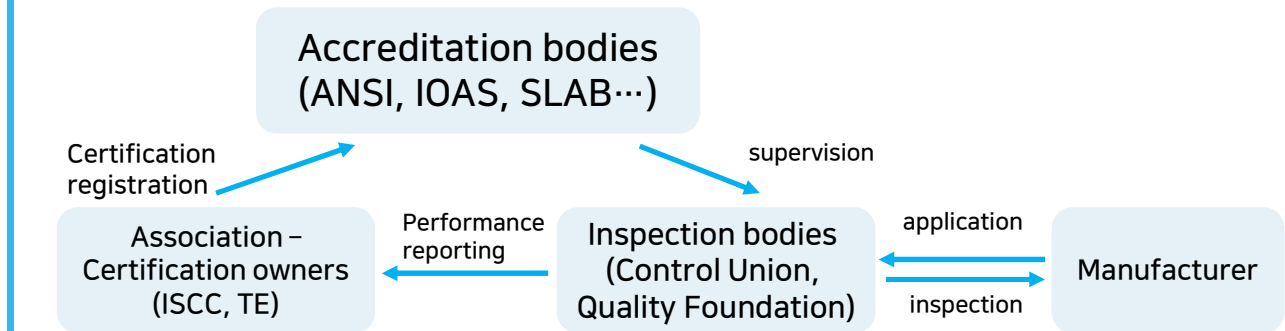 Accreditation bodies
(ANSI, IOAS, SLAB⋯)
Certification
registration
supervision
Association –
Certification owners
(ISCC, TE)
Performance
reporting
Inspection bodies
(Control Union,
Quality Foundation)
application
inspection
Manufacturer